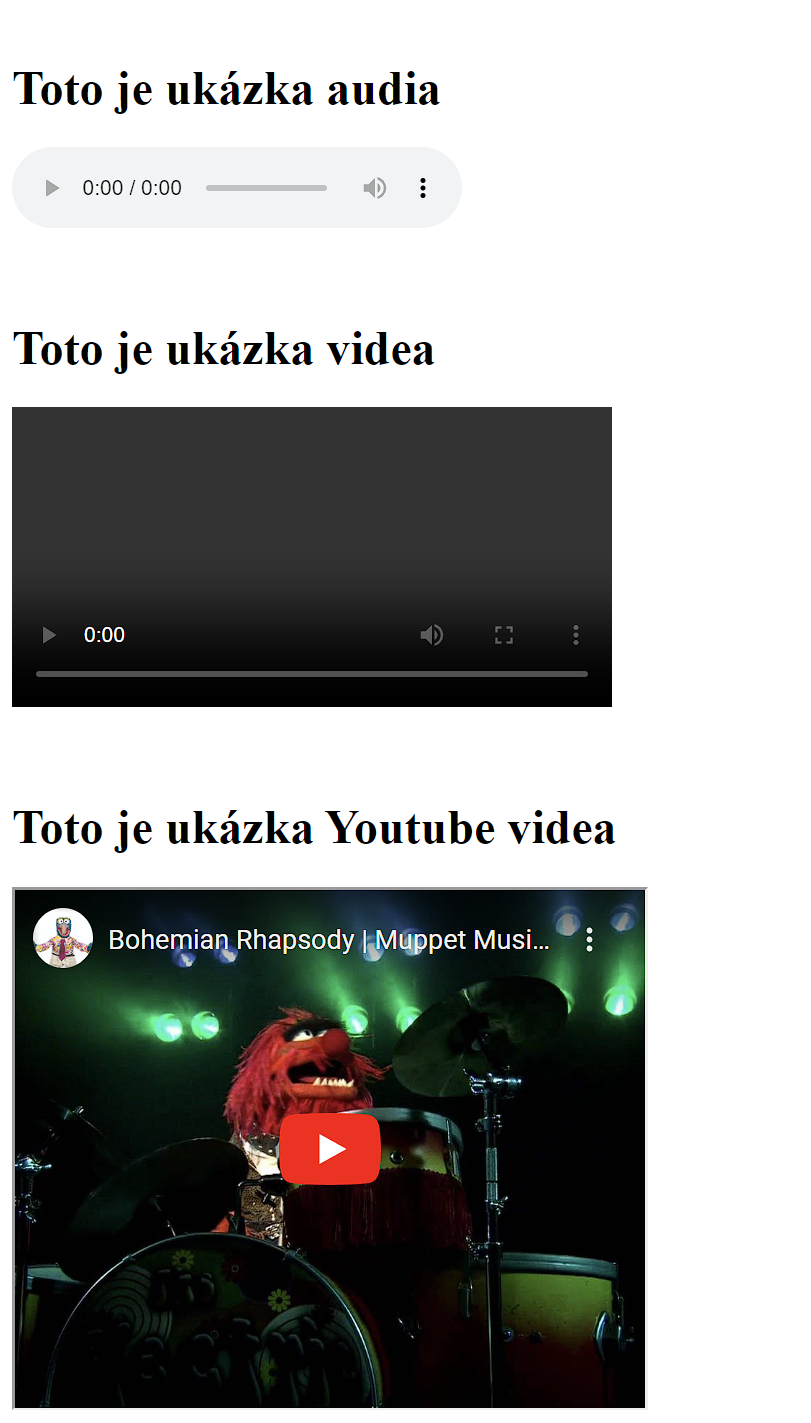 Toto je ukázka audia
0:00 / 0:00
Toto je ukázka videa
0:00
Toto je ukázka Youtube videa
Bohemian Rhapsody | Muppet Musi...